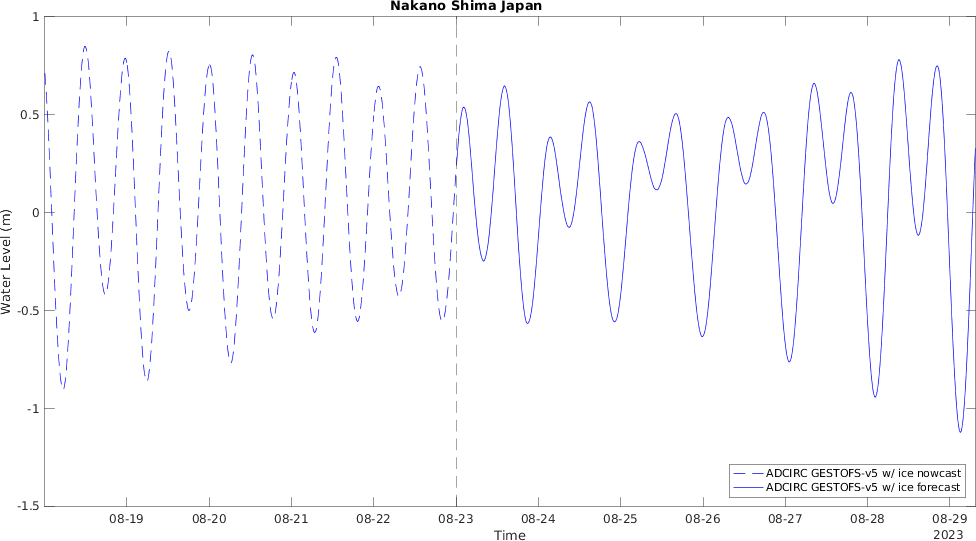 Nakano Shima Japan
1
0.5
0
-0.5
-1
-1.5
Water Level (m)
ADCIRC GESTOFS-v5 w/ ice nowcast
ADCIRC GESTOFS-v5 w/ ice forecast
08-19 08-20 08-21 08-22 08-23 08-24 08-25 08-26 08-27 08-28 08-29
2023
Time